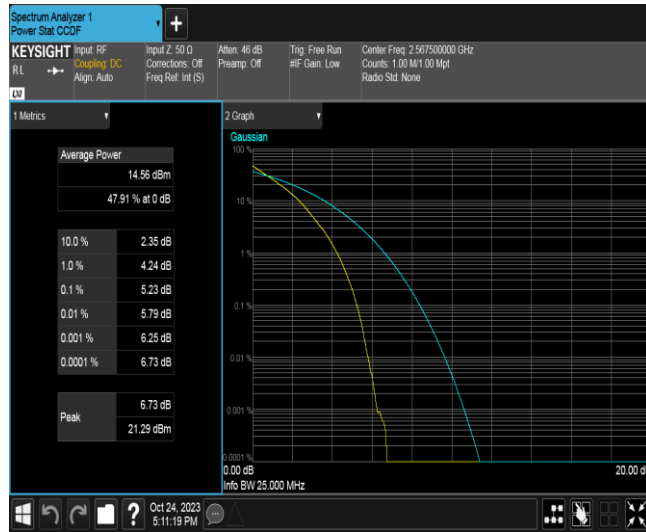 Spectrum Analyzer 1
Power Stat CCDF
+
KEYSIGHT
RL
LXI
Input: RF
Coupling: DC
Align: Auto
Input Z: 50 Ω
Corrections: Off
Freq Ref: Int (S)
Atten: 46 dB
Preamp: Off
Trig: Free Run
#IF Gain: Low
Center Freq: 2.567500000 GHz
Counts: 1.00 M/1.00 Mpt
Radio Std: None
1 Metrics
Average Power
14.56 dBm
47.91 % at 0 dB
10.0 % 2.35 dB
1.0 % 4.24 dB
0.1 % 5.23 dB
0.01 % 5.79 dB
0.001 % 6.25 dB
0.0001 % 6.73 dB
Peak 6.73 dB
21.29 dBm
2 Graph
Gaussian
100 %
10 %
1 %
0.1 %
0.01 %
0.001 %
0.0001 %
0.00 dB 20.00 d
Info BW 25.000 MHz
?
Oct 24, 2023
5:11:19 PM